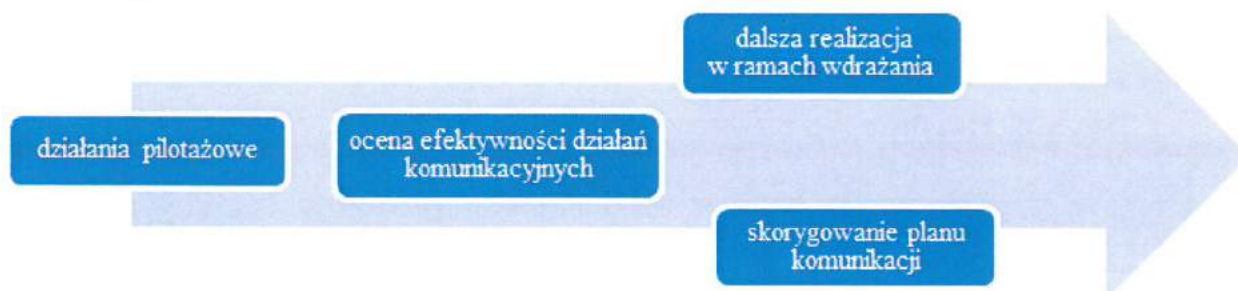 działania pilotażowe
ocena efektywności działań
komunikacyjnych
dalsza realizacja
w ramach wdrażania
skorygowanie planu
komunikacji